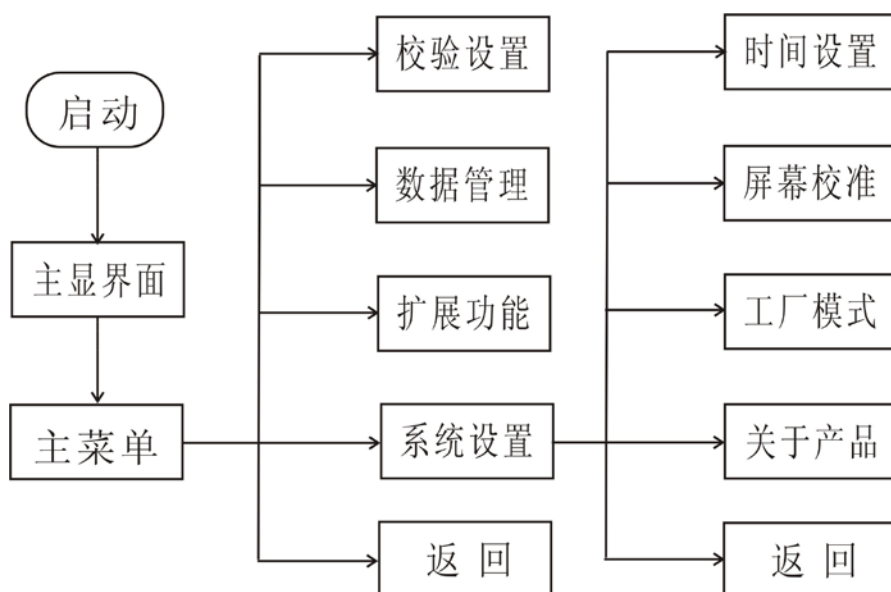 启动
主显界面
主菜单
校验设置
数据管理
扩展功能
系统设置
返回
时间设置
屏幕校准
工厂模式
关于产品
返回